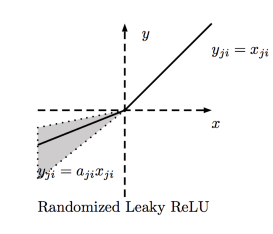 y
y_{ji} = x_{ji}
x
y_{ji} = a_{ji}x_{ji}
Randomized Leaky ReLU